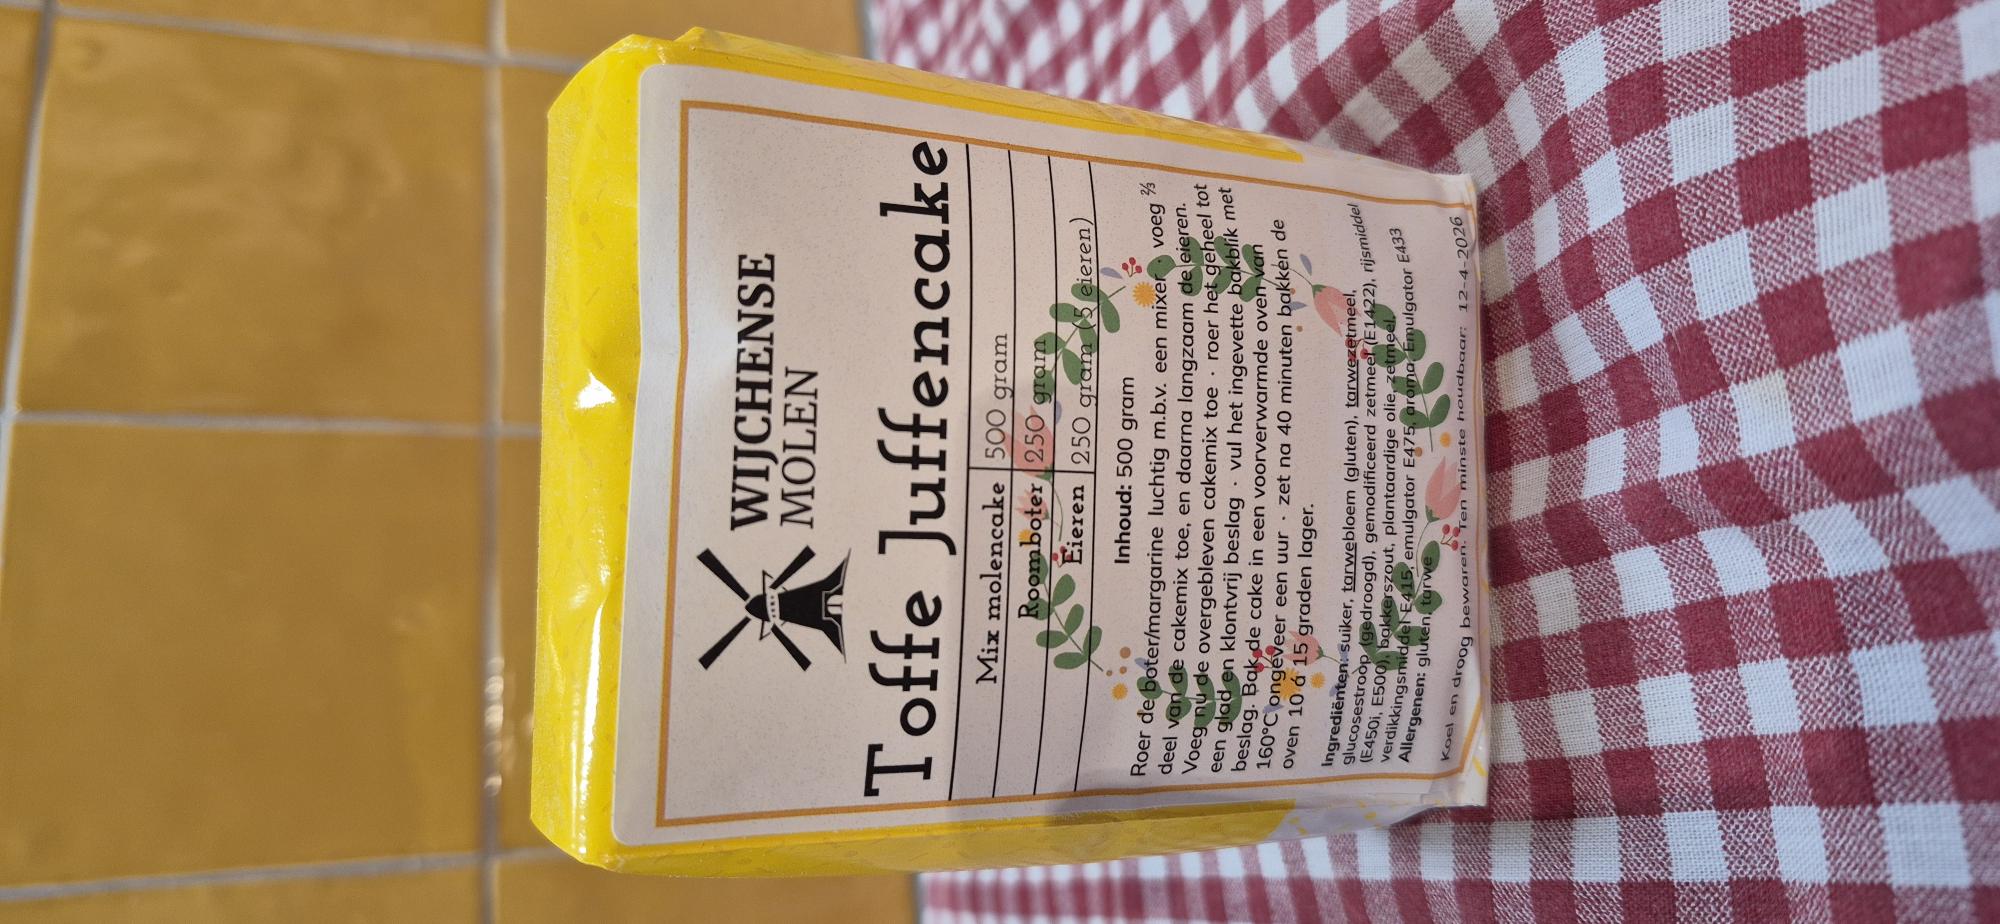 WIJCHENSE
MOLEN
Toffe Juffencake
Mix molencake 500 gram
Roomboter 250 gram
Eieren 250 gram (5 eieren)
Inhoud: 500 gram
Roer de boter/margarine luchtig m.b.v. een mixer · voeg ⅔
deel van de cakemix toe, en daarna langzaam de eieren.
Voeg nu de overgebleven cakemix toe · roer het geheel tot
een glad en klontvrij beslag · vul het ingevette bakblik met
beslag. Bak de cake in een voorverwarmde oven van
160°C ongeveer een uur · zet na 40 minuten bakken de
oven 10 á 15 graden lager.
Ingrediënten: suiker, tarwebloem (gluten), tarwezetmeel,
glucosestroop (gedroogd), gemodificeerd zetmeel (E1422), rijsmiddel
(E450i, E500), bakkerszout, plantaardige olie, zetmeel,
verdikkingsmiddel E415, emulgator E475, aroma Emulgator E433
Allergenen: gluten, tarwe
Koel en droog bewaren. Ten minste houdbaar: 12-4-2026